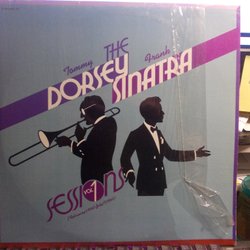 THE
Tommy Frank
DORSEY
SINATRA
SESSIONS
VOL 1